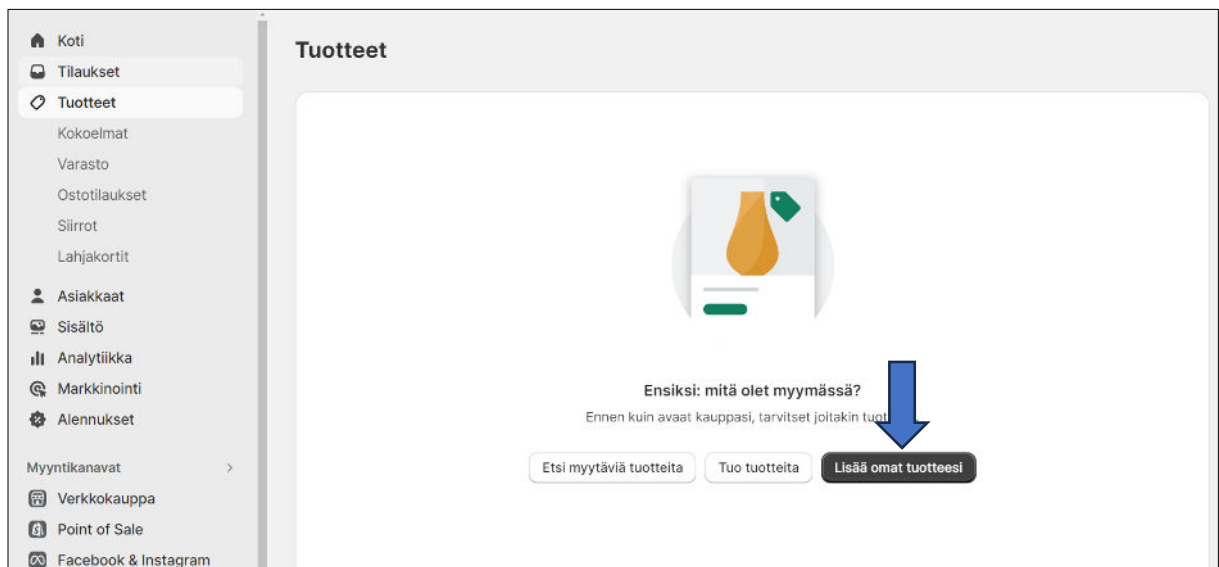 Koti
Tilaukset
Tuotteet
Kokoelmat
Varasto
Ostotilaukset
Siirrot
Lahjakortit
Asiakkaat
Sisältö
Analytiikka
Markkinointi
Alennukset
Myyntikanavat
Verkkokauppa
Point of Sale
Facebook & Instagram
Tuotteet
Ensiksi: mitä olet myymässä?
Ennen kuin avaat kauppasi, tarvitset joitakin
Etsi myytäviä tuotteita Tuo tuotteita Lisää omat tuotteesi